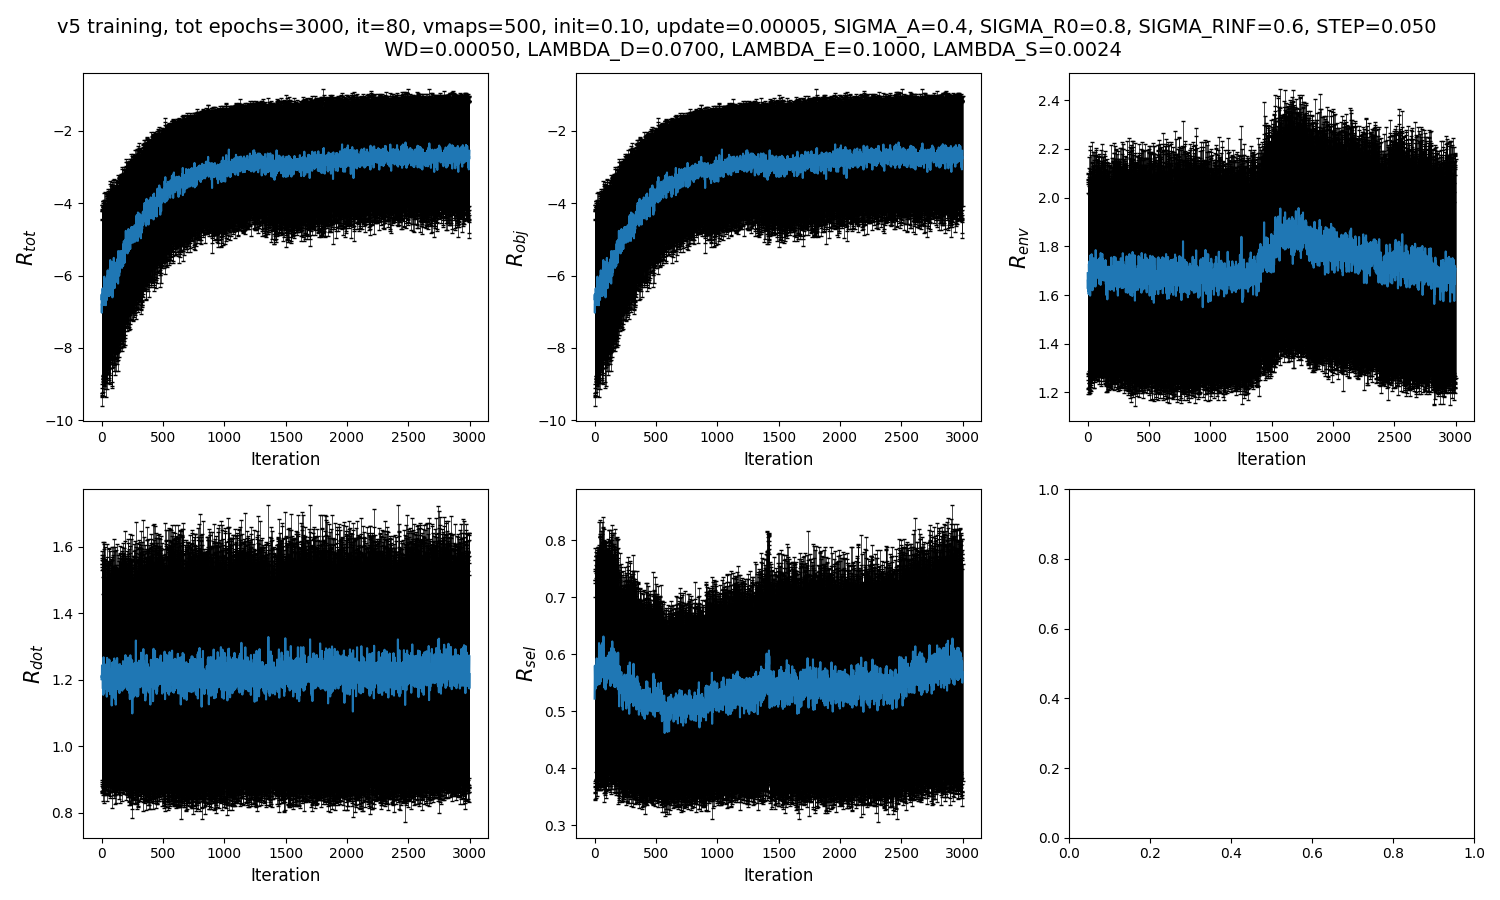 v5 training, tot epochs=3000, it=80, vmaps=500, init=0.10, update=0.00005, SIGMA_A=0.4, SIGMA_R0=0.8, SIGMA_RINF=0.6, STEP=0.050
WD=0.00050, LAMBDA_D=0.0700, LAMBDA_E=0.1000, LAMBDA_S=0.0024
R_tot
−2
−4
−6
−8
−10
0 500 1000 1500 2000 2500 3000
Iteration
R_obj
−2
−4
−6
−8
−10
0 500 1000 1500 2000 2500 3000
Iteration
R_env
2.4
2.2
2.0
1.8
1.6
1.4
1.2
0 500 1000 1500 2000 2500 3000
Iteration
R_dot
1.6
1.4
1.2
1.0
0.8
0 500 1000 1500 2000 2500 3000
Iteration
R_sel
0.8
0.7
0.6
0.5
0.4
0.3
0 500 1000 1500 2000 2500 3000
Iteration
1.0
0.8
0.6
0.4
0.2
0.0
0.0 0.2 0.4 0.6 0.8 1.0